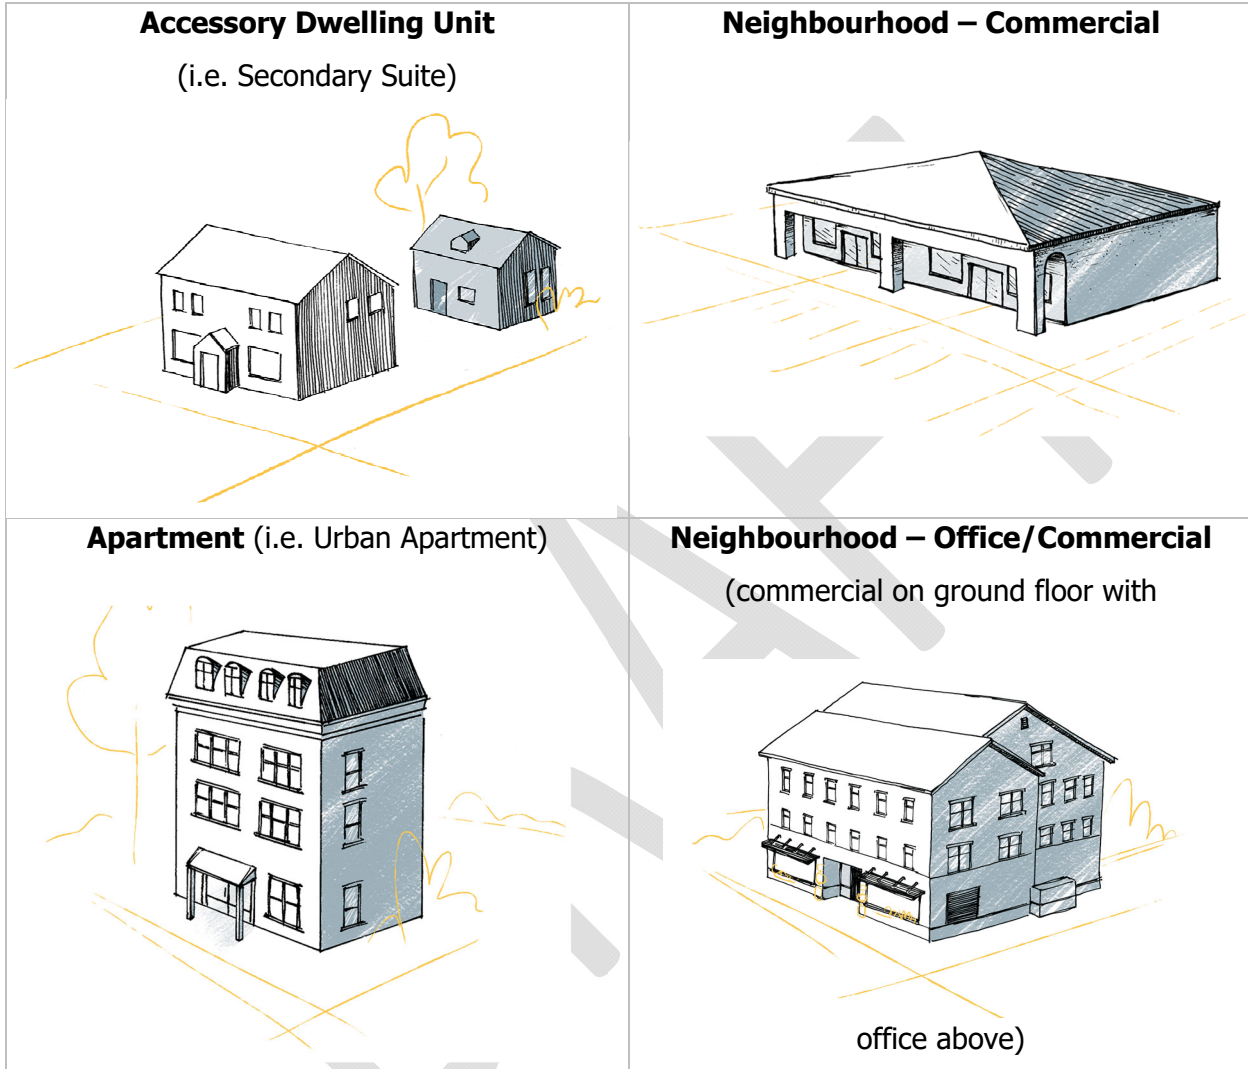 Accessory Dwelling Unit
(i.e. Secondary Suite)
Neighbourhood – Commercial
Apartment (i.e. Urban Apartment)
Neighbourhood – Office/Commercial
(commercial on ground floor with
office above)